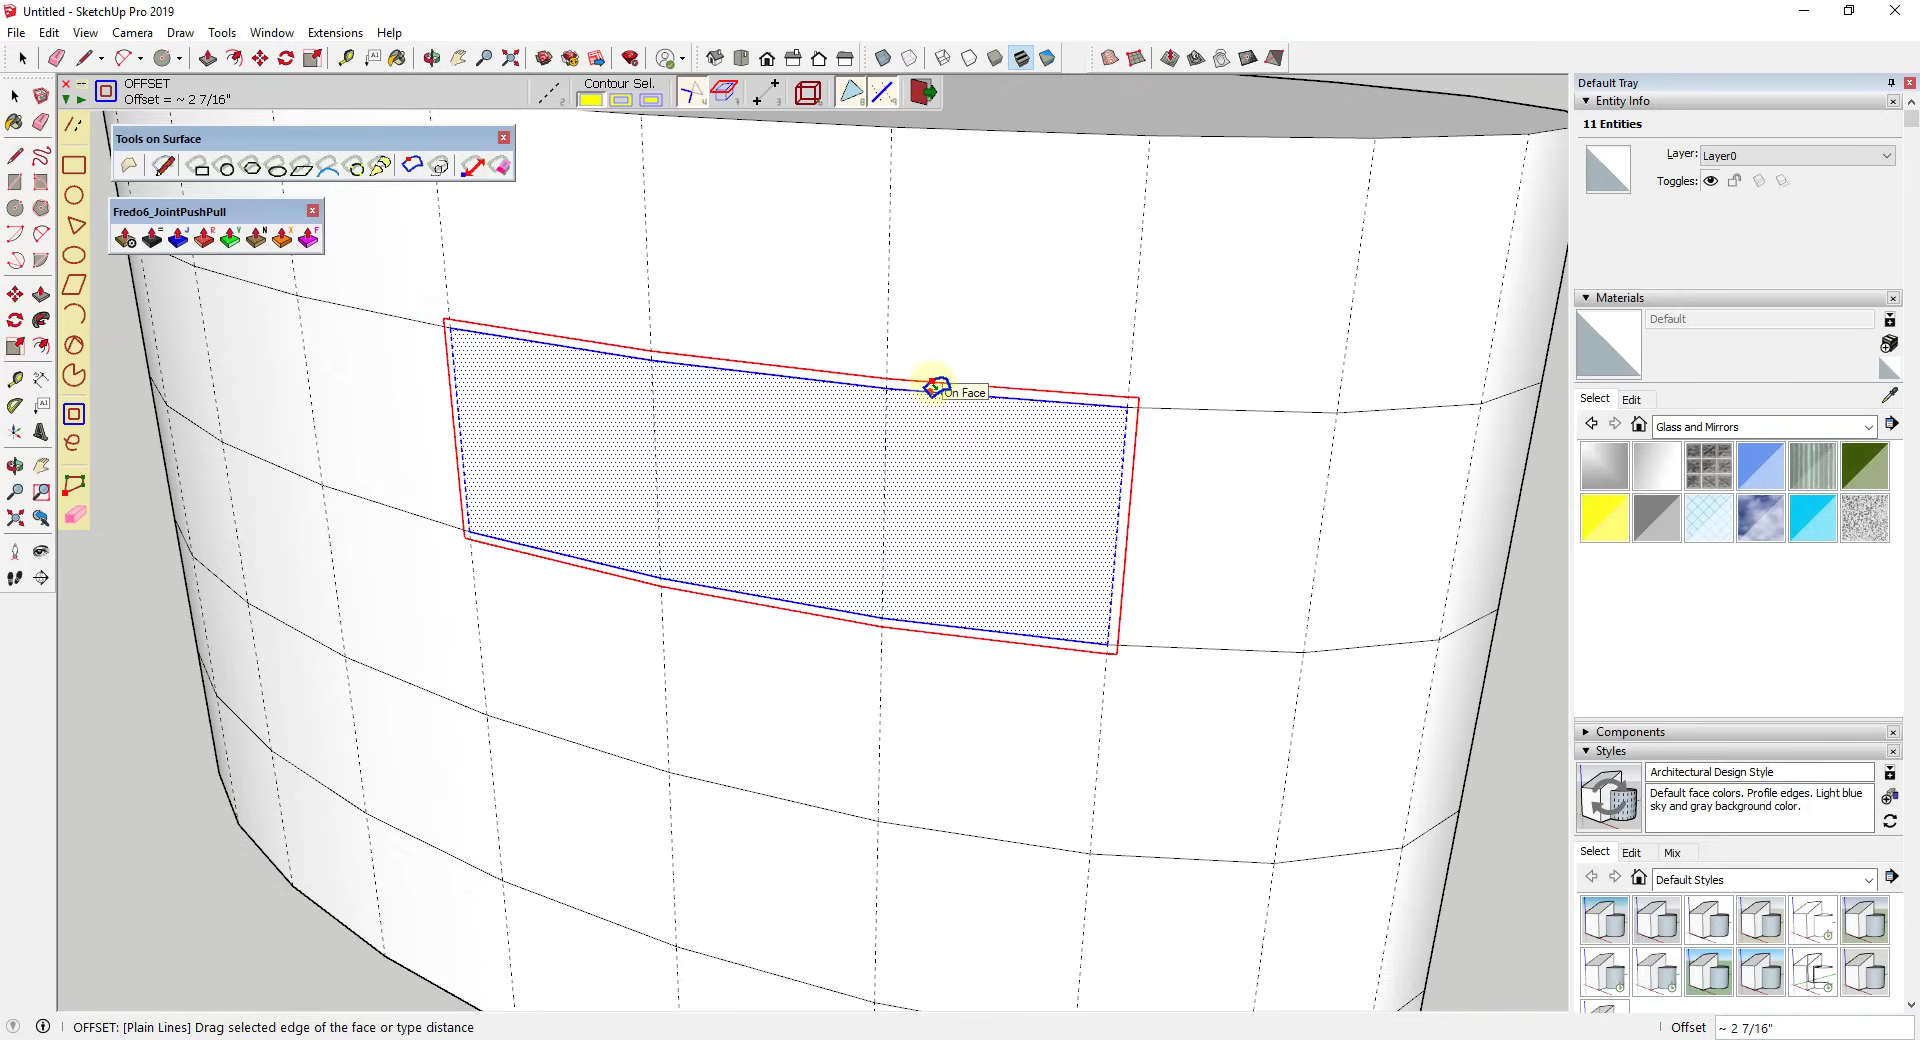 Untitled - SketchUp Pro 2019
File Edit View Camera Draw Tools Window Extensions Help
OFFSET
Offset = ~ 2 7/16"
Contour Sel.
Tools on Surface
Fredo6_JointPushPull
On Face
Default Tray
Entity Info
11 Entities
Layer: Layer0
Toggles:
Materials
Default
Select Edit
Glass and Mirrors
Components
Styles
Architectural Design Style
Default face colors. Profile edges. Light blue
sky and gray background color.
Select Edit Mix
Default Styles
OFFSET: [Plain Lines] Drag selected edge of the face or type distance
Offset ~ 2 7/16"